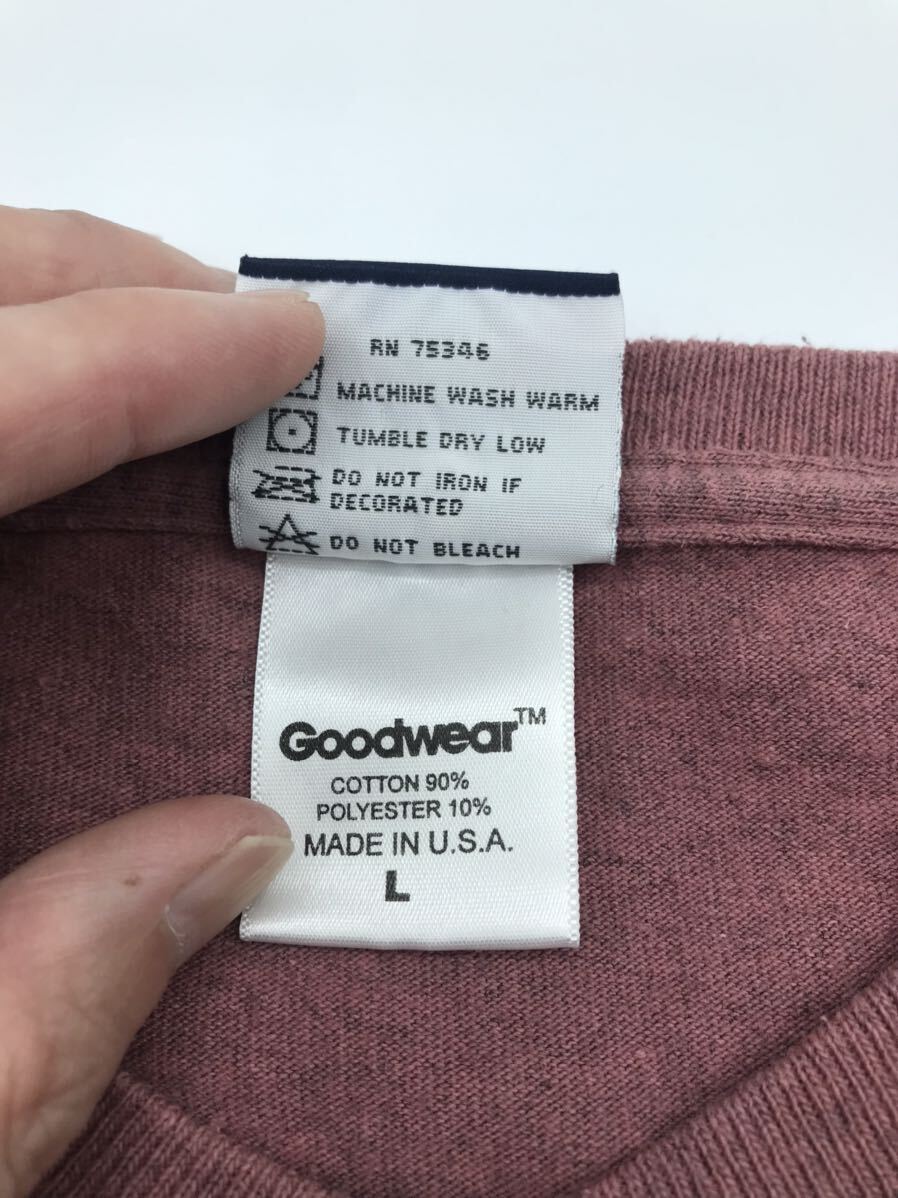 RN 75346
MACHINE WASH WARM
TUMBLE DRY LOW
DO NOT IRON IF
DECORATED
DO NOT BLEACH
Goodwear™
COTTON 90%
POLYESTER 10%
MADE IN U.S.A.
L